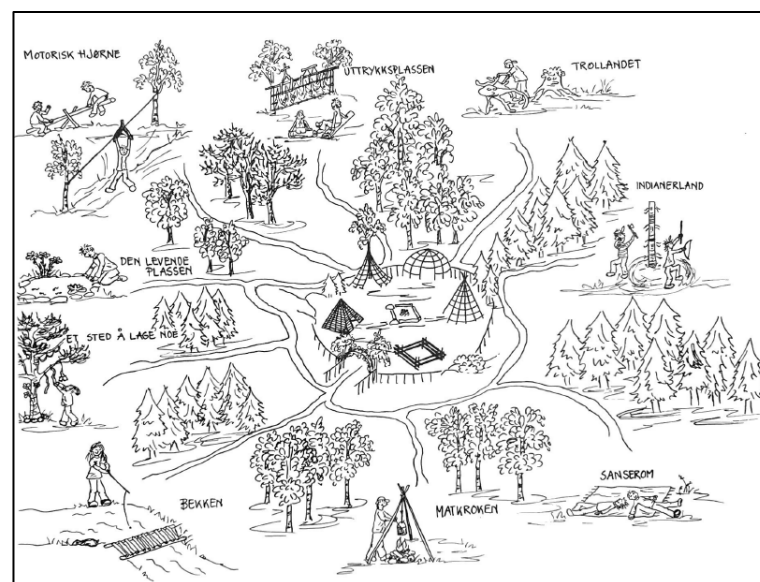 MOTORISK HJØRNE
UTTRYKKSPLASSEN
TROLLANDET
INDIANERLAND
DEN LEVENDE
PLASSEN
ET STED Å LAGE NOE
SANSEROM
BEKKEN
MATKROKEN